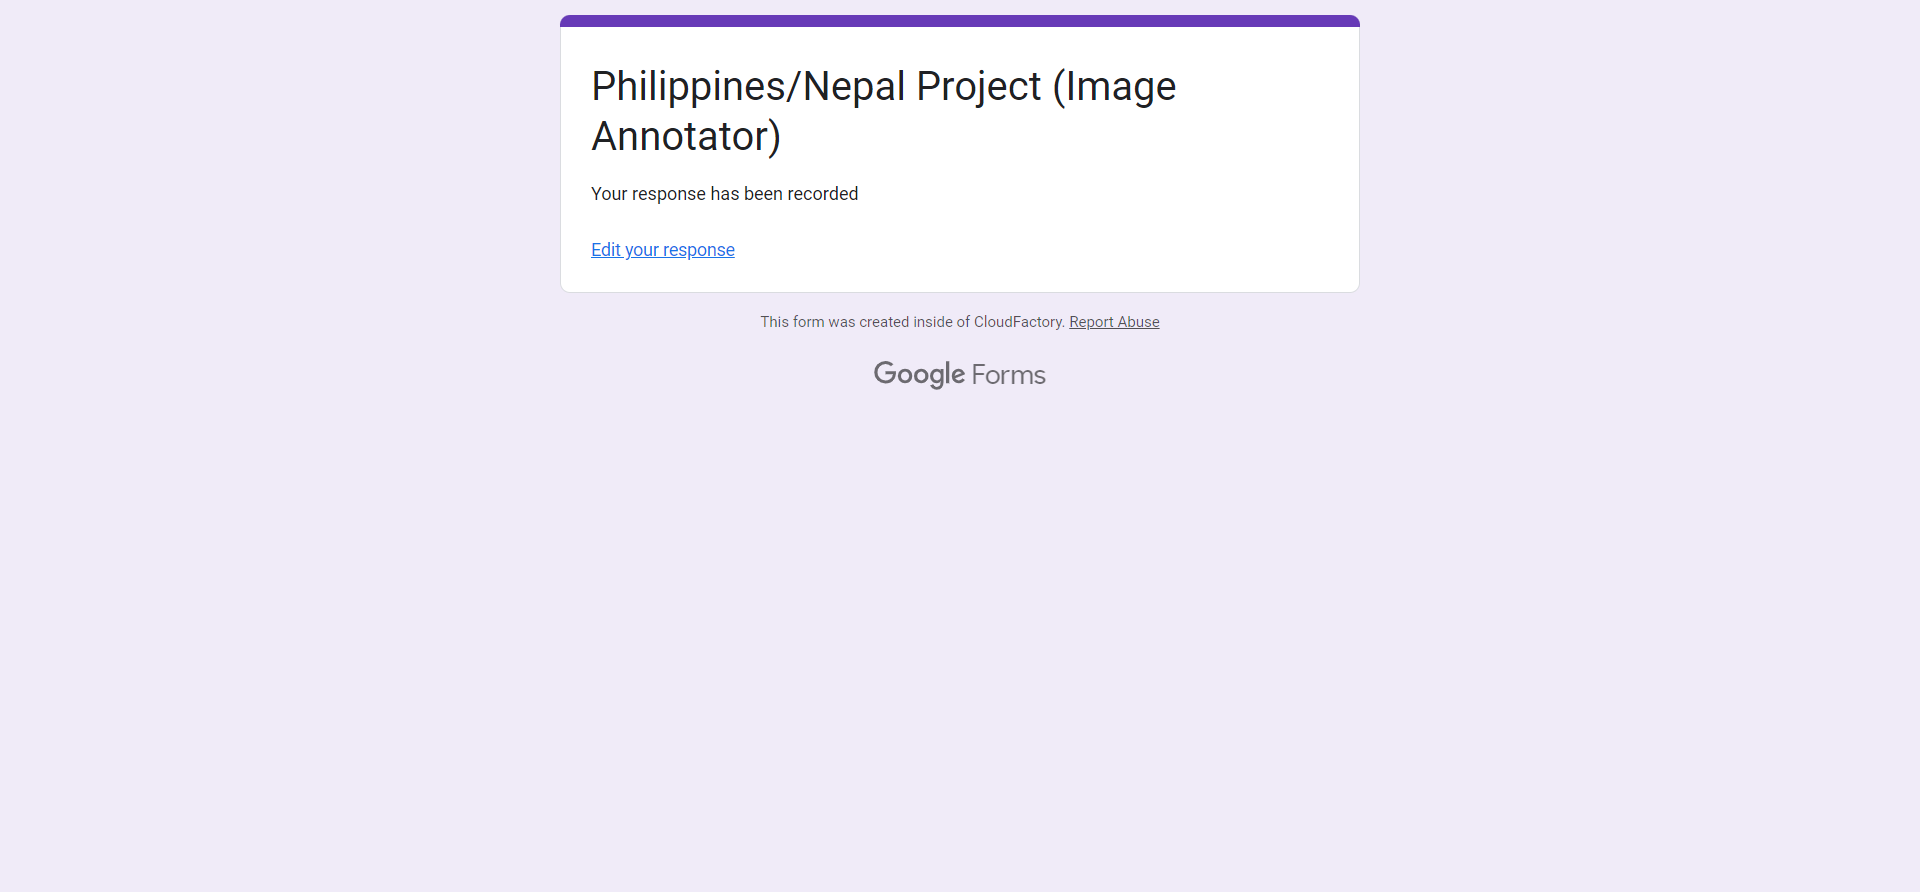 Philippines/Nepal Project (Image
Annotator)
Your response has been recorded
Edit your response
This form was created inside of CloudFactory. Report Abuse
Google Forms